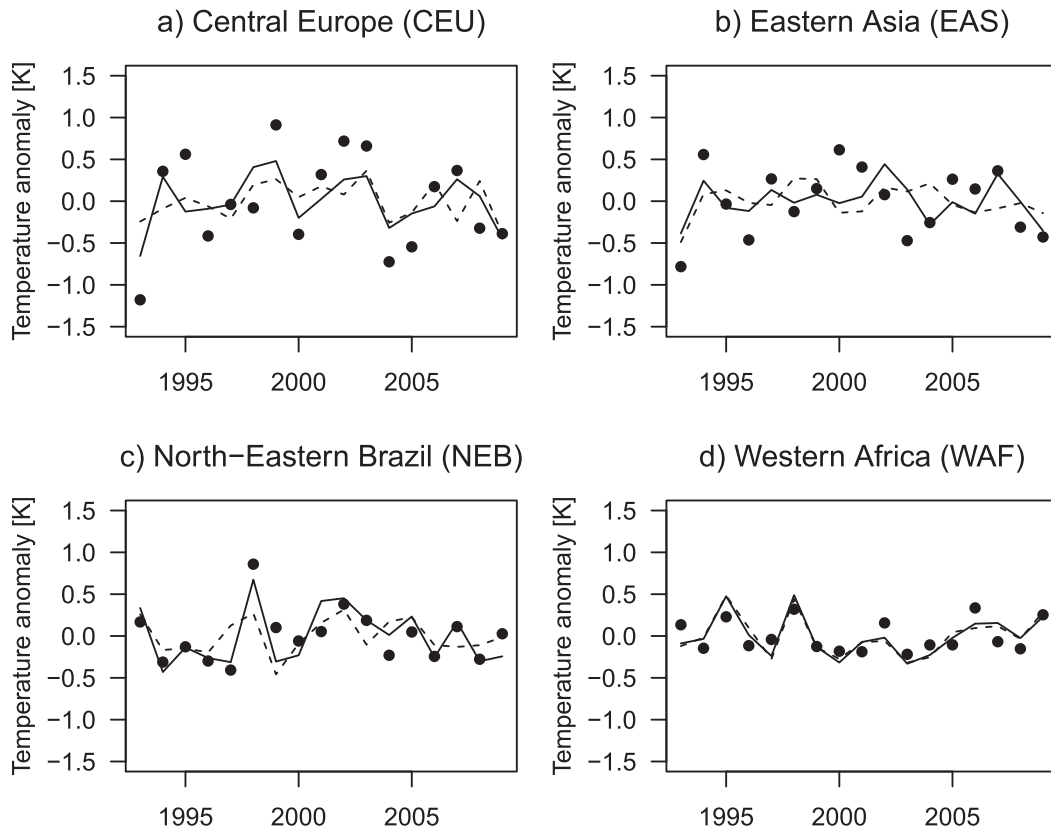 a) Central Europe (CEU)
Temperature anomaly [K]
1.5
1.0
0.5
0.0
−0.5
−1.0
−1.5
1995 2000 2005
b) Eastern Asia (EAS)
Temperature anomaly [K]
1.5
1.0
0.5
0.0
−0.5
−1.0
−1.5
1995 2000 2005
c) North−Eastern Brazil (NEB)
Temperature anomaly [K]
1.5
1.0
0.5
0.0
−0.5
−1.0
−1.5
1995 2000 2005
d) Western Africa (WAF)
Temperature anomaly [K]
1.5
1.0
0.5
0.0
−0.5
−1.0
−1.5
1995 2000 2005